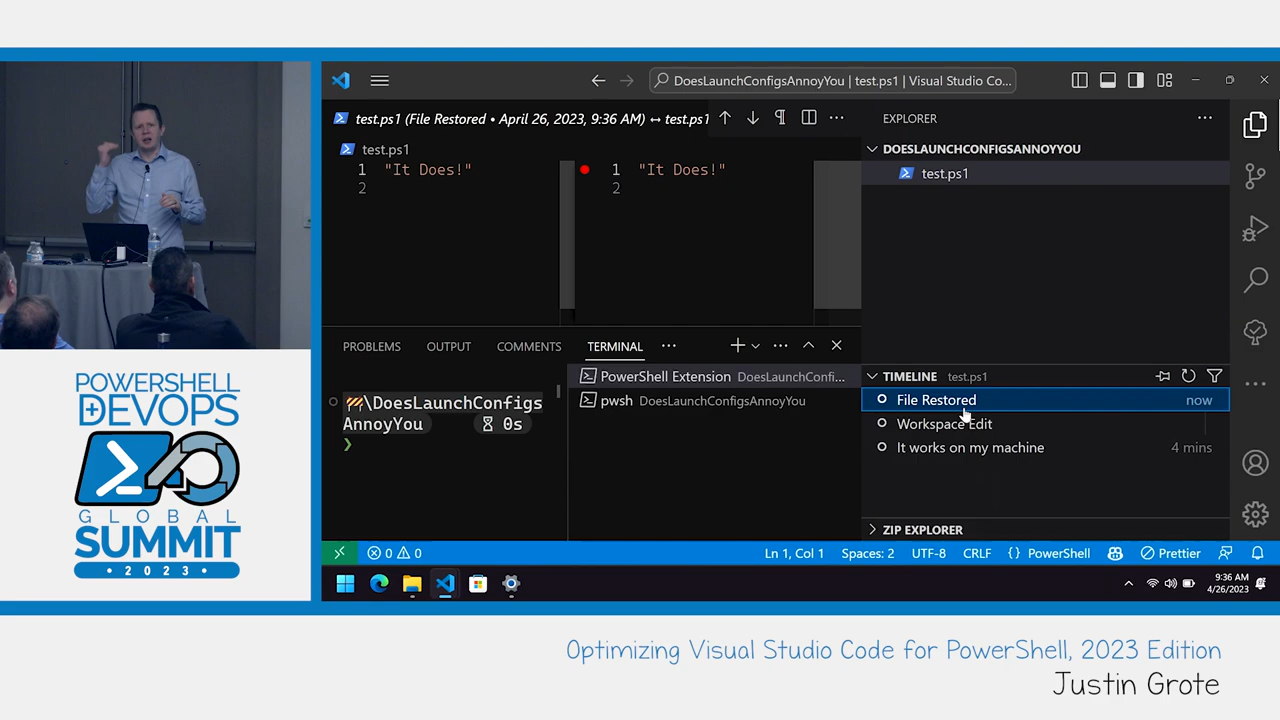 DoesLaunchConfigsAnnoyYou | test.ps1 | Visual Studio Co...
test.ps1 (File Restored • April 26, 2023, 9:36 AM) ↔ test.ps1
test.ps1
1 "It Does!"
2
1 "It Does!"
2
EXPLORER
DOESLAUNCHCONFIGSANNOYYOU
test.ps1
PROBLEMS OUTPUT COMMENTS TERMINAL
\DoesLaunchConfigs
AnnoyYou 0s
PowerShell Extension DoesLaunchConfi...
pwsh DoesLaunchConfigsAnnoyYou
TIMELINE test.ps1
File Restored now
Workspace Edit
It works on my machine 4 mins
ZIP EXPLORER
0 0 Ln 1, Col 1 Spaces: 2 UTF-8 CRLF {} PowerShell Prettier
9:36 AM
4/26/2023
POWERSHELL
+DEVOPS
GLOBAL
SUMMIT
• 2023 •
Optimizing Visual Studio Code for PowerShell, 2023 Edition
Justin Grote